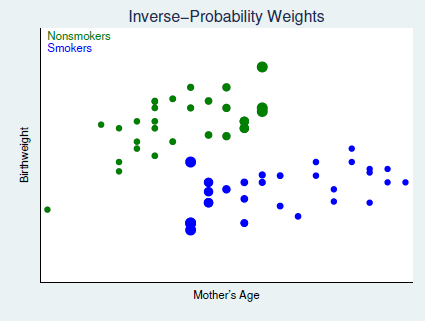 Inverse−Probability Weights
Nonsmokers
Smokers
Birthweight
Mother's Age